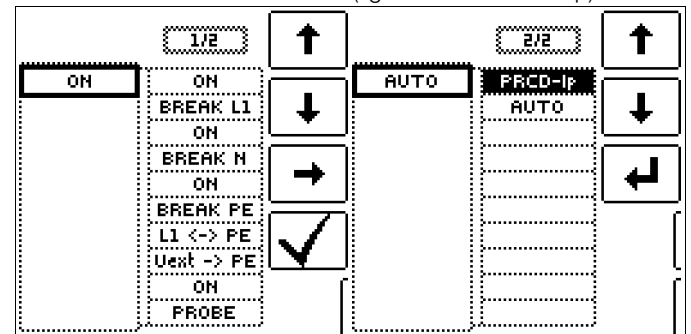 1/2
ON
ON
BREAK L1
ON
BREAK N
ON
BREAK PE
L1 <-> PE
Uext -> PE
ON
PROBE
2/2
AUTO
PRCD-Ip
AUTO